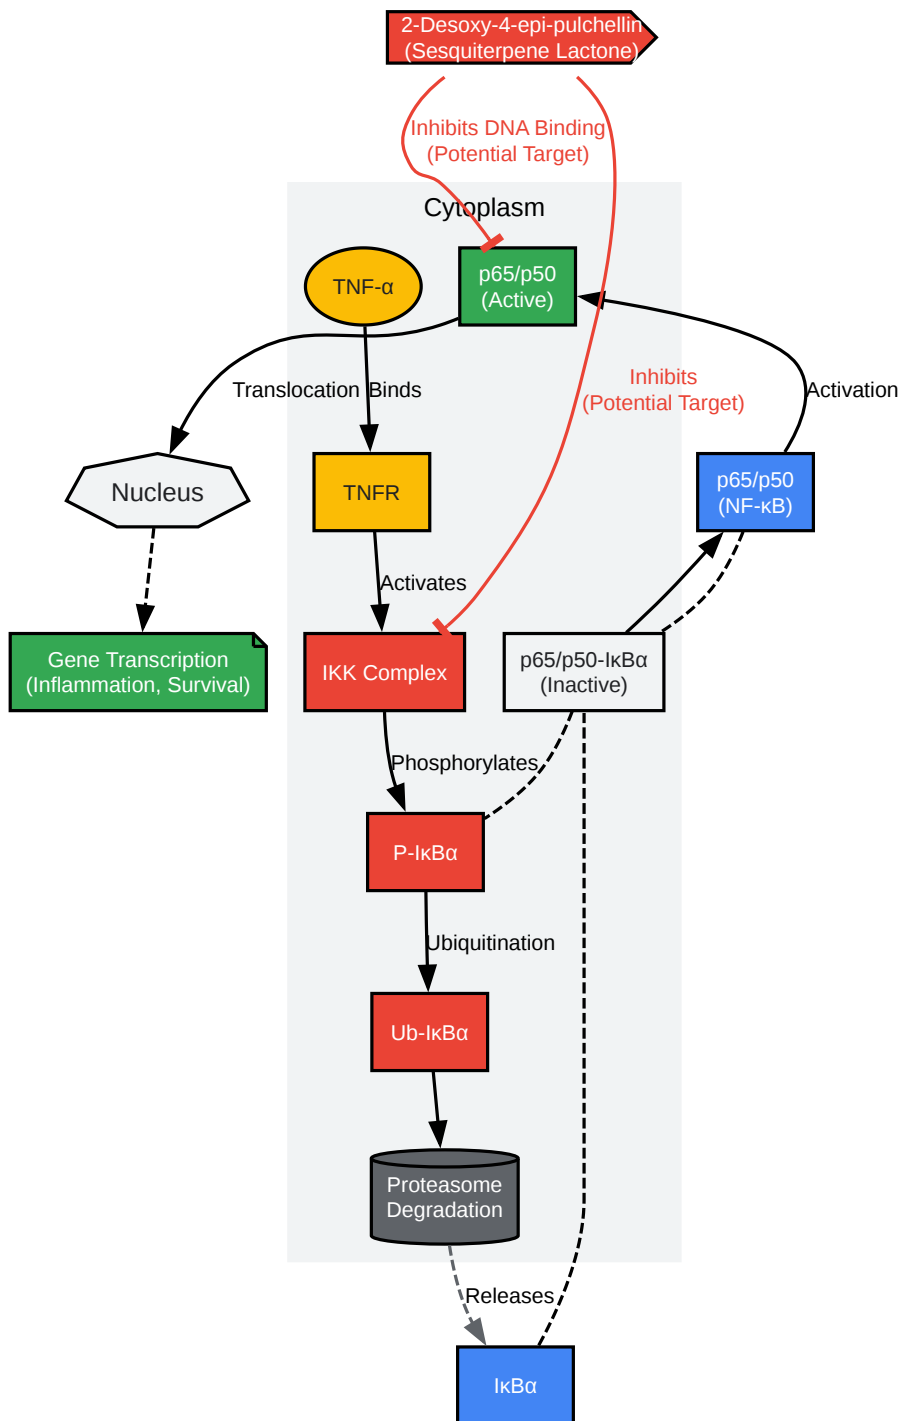 2-Desoxy-4-epi-pulchellin
(Sesquiterpene Lactone)
Inhibits DNA Binding
(Potential Target)
Cytoplasm
TNF-α
p65/p50
(Active)
Translocation
Binds
Inhibits
(Potential Target)
Activation
Nucleus
TNFR
p65/p50
(NF-κB)
Activates
Gene Transcription
(Inflammation, Survival)
IKK Complex
p65/p50-IκBα
(Inactive)
Phosphorylates
P-IκBα
Ubiquitination
Ub-IκBα
Proteasome
Degradation
Releases
IκBα